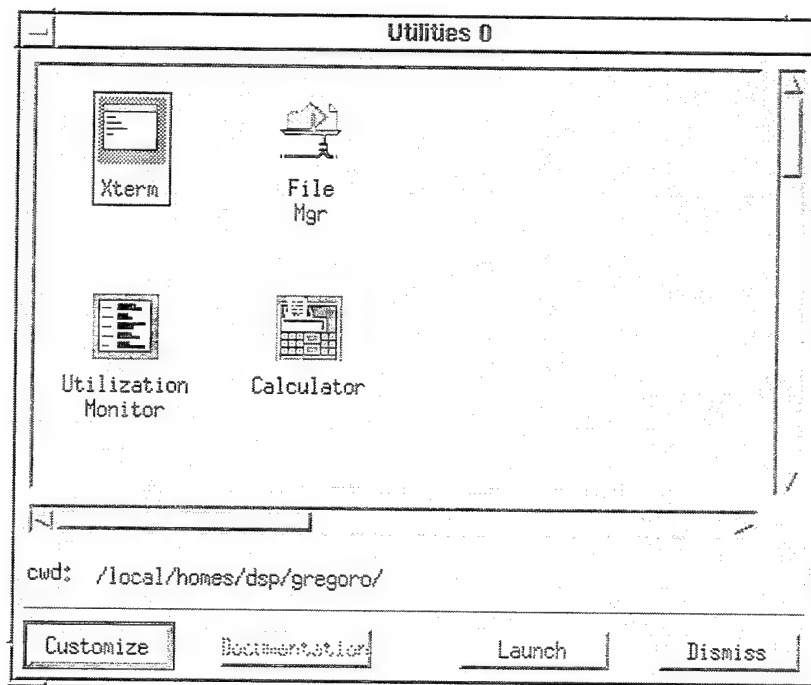 Utilities 0
Xterm
File
Mgr
Utilization
Monitor
Calculator
cwd: /local/homes/dsp/gregoro/
Customize
Documentation
Launch
Dismiss